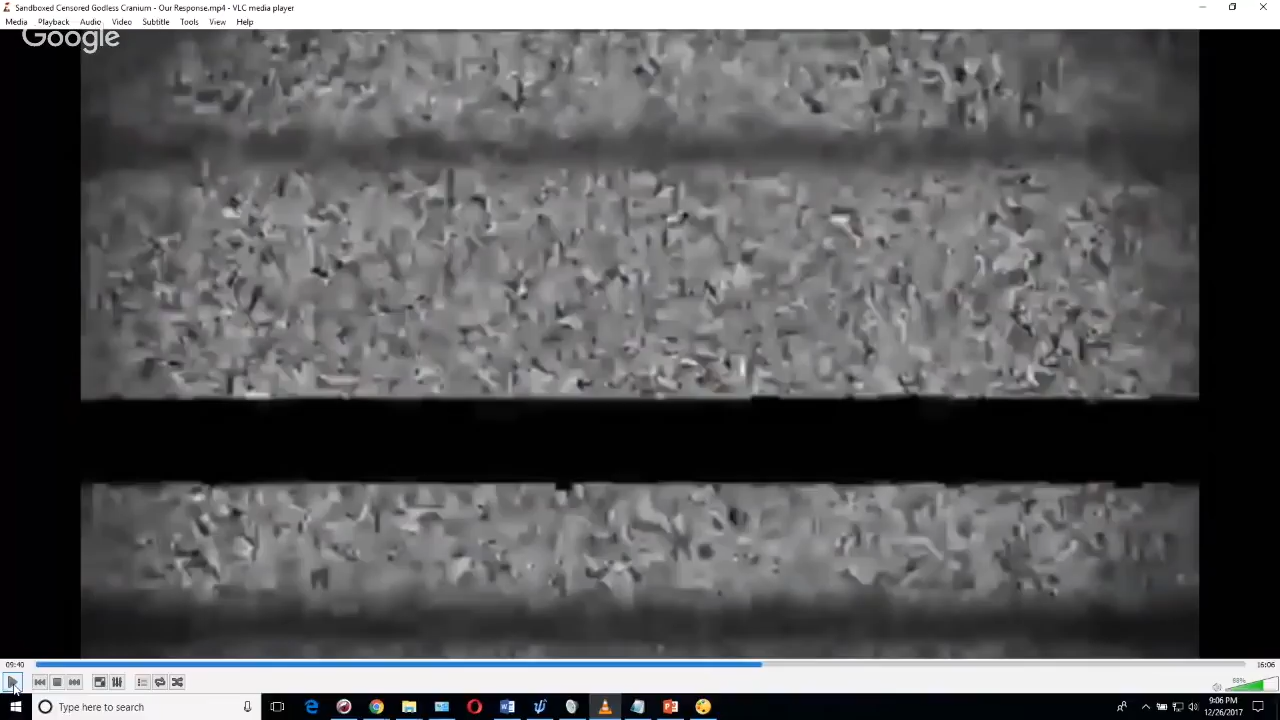 Sandboxed Censored Godless Cranium - Our Response.mp4 - VLC media player
Media Playback Audio Video Subtitle Tools View Help
Google
09:40
16:06
88%
Type here to search
9:06 PM
12/26/2017